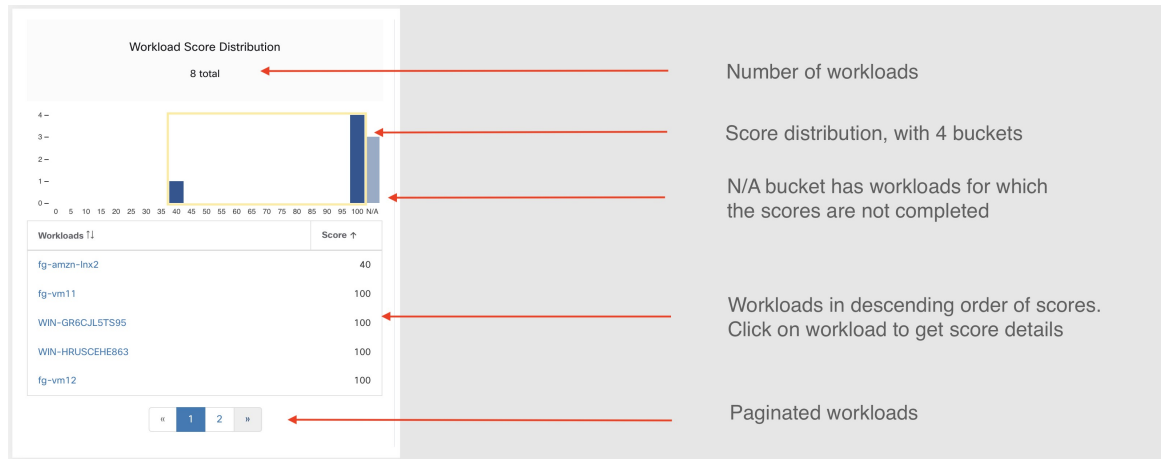 Workload Score Distribution
8 total
Number of workloads
4
3
Score distribution, with 4 buckets
2
1
N/A bucket has workloads for which
the scores are not completed
0
0 5 10 15 20 25 30 35 40 45 50 55 60 65 70 75 80 85 90 95 100 N/A
Workloads ↑↓ Score ↑
fg-amzn-lnx2 40
fg-vm11 100
WIN-GR6CJL5TS95 100
Workloads in descending order of scores.
Click on workload to get score details
WIN-HRUSCEHE863 100
fg-vm12 100
« 1 2 »
Paginated workloads